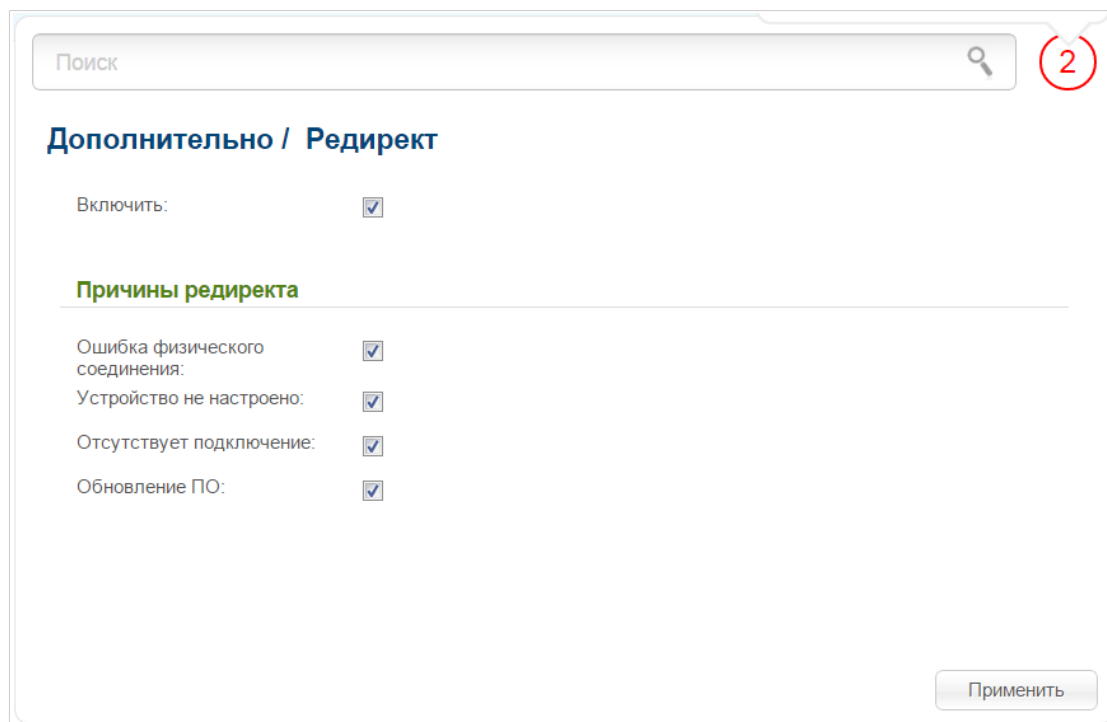 Поиск
2
Дополнительно / Редирект
Включить:
Причины редиректа
Ошибка физического
соединения:
Устройство не настроено:
Отсутствует подключение:
Обновление ПО:
Применить